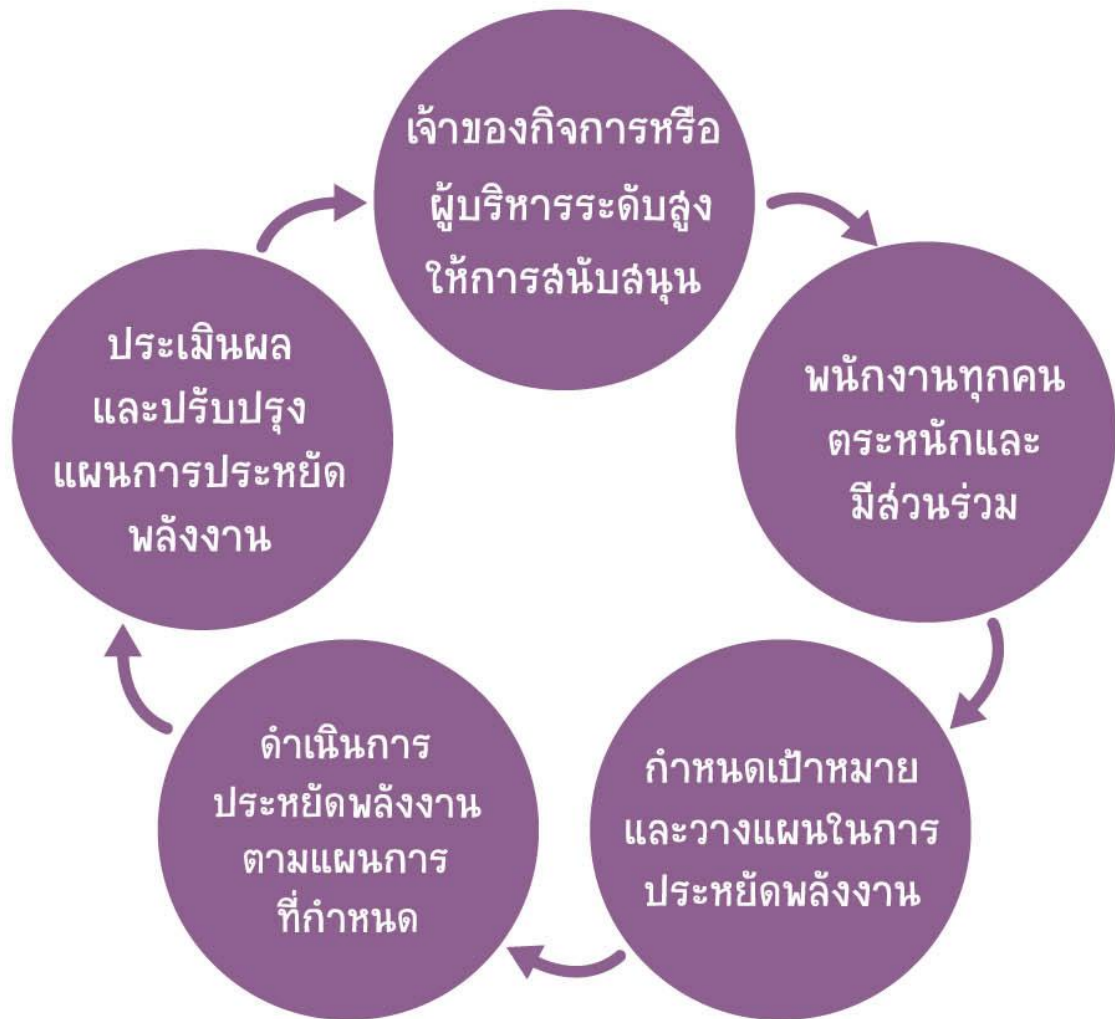 เจ้าของกิจการหรือ
ผู้บริหารระดับสูง
ให้การสนับสนุน
พนักงานทุกคน
ตระหนักและ
มีส่วนร่วม
กำหนดเป้าหมาย
และวางแผนในการ
ประหยัดพลังงาน
ดำเนินการ
ประหยัดพลังงาน
ตามแผนการ
ที่กำหนด
ประเมินผล
และปรับปรุง
แผนการประหยัด
พลังงาน